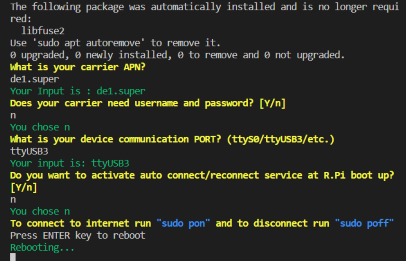 The following package was automatically installed and is no longer requi
red:
  libfuse2
Use 'sudo apt autoremove' to remove it.
0 upgraded, 0 newly installed, 0 to remove and 0 not upgraded.
What is your carrier APN?
de1.super
Your Input is : de1.super
Does your carrier need username and password? [Y/n]
n
You chose n
What is your device communication PORT? (ttyS0/ttyUSB3/etc.)
ttyUSB3
Your input is: ttyUSB3
Do you want to activate auto connect/reconnect service at R.Pi boot up?
[Y/n]
n
You chose n
To connect to internet run "sudo pon" and to disconnect run "sudo poff"
Press ENTER key to reboot
Rebooting...